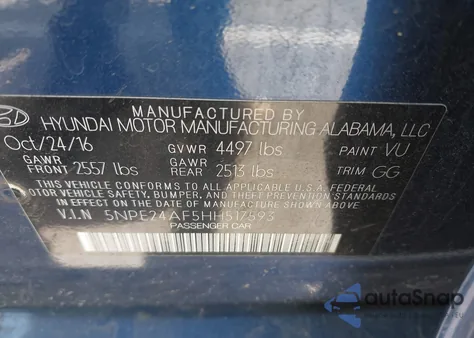 MANUFACTURED BY
HYUNDAI MOTOR MANUFACTURING ALABAMA, LLC
Oct/24/16 GVWR 4497 lbs PAINT VU
GAWR FRONT 2557 lbs GAWR REAR 2513 lbs TRIM GG
THIS VEHICLE CONFORMS TO ALL APPLICABLE U.S. FEDERAL
MOTOR VEHICLE SAFETY, BUMPER, AND THEFT PREVENTION
STANDARDS IN EFFECT ON THE DATE OF MANUFACTURE SHOWN ABOVE.
V.I.N 5NPE24AF5HH517593
PASSENGER CAR
autoSnap